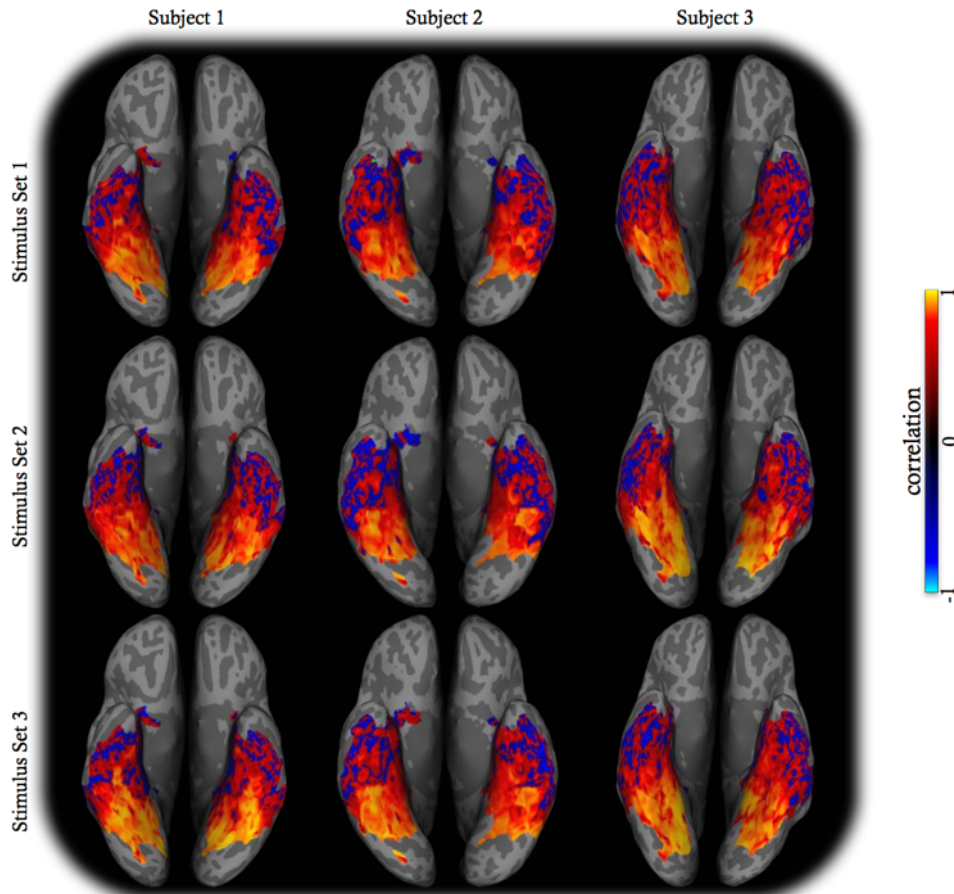 Subject 1
Subject 2
Subject 3
Stimulus Set 1
Stimulus Set 2
Stimulus Set 3
correlation
1
0
-1